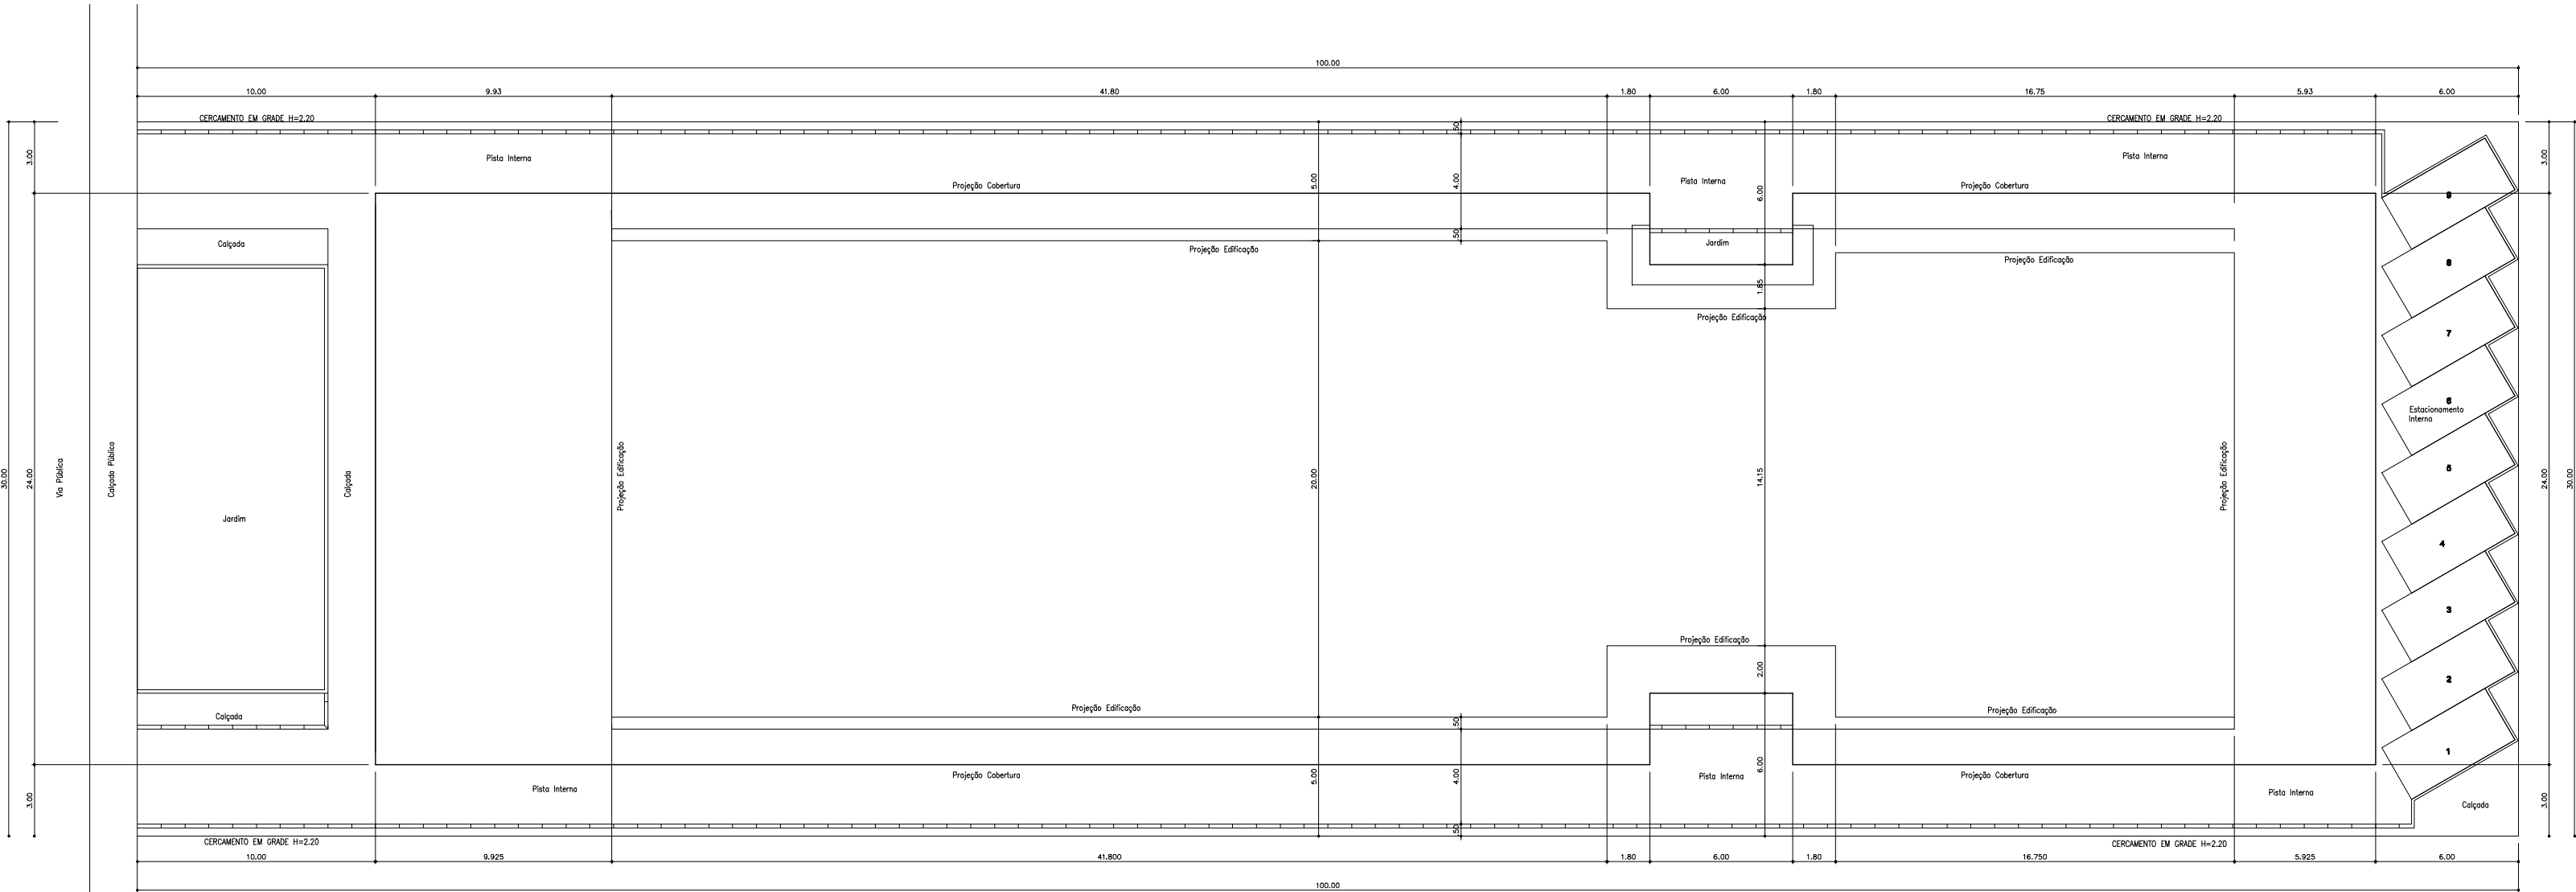 100.00
10.00 9.93 41.80 1.80 6.00 1.80 16.75 5.93 6.00
CERCAMENTO EM GRADE H=2.20
CERCAMENTO EM GRADE H=2.20
.50
3.00
Pista Interna
Pista Interna
3.00
5.00
4.00
Pista Interna
Projeção Cobertura
Projeção Cobertura
6.00
9
Calçada
.50
Jardim
Projeção Edificação
Projeção Edificação
8
1.85
Projeção Edificação
7
6
Estacionamento
Interno
30.00
24.00
Via Pública
Calçada Pública
Calçada
Projeção Edificação
20.00
14.15
Projeção Edificação
5
24.00
30.00
Jardim
4
3
Projeção Edificação
2.00
2
Calçada
Projeção Edificação
.50
Projeção Edificação
1
Projeção Cobertura
5.00
4.00
Pista Interna
6.00
Projeção Cobertura
Pista Interna
Pista Interna
3.00
Calçada
3.00
.50
CERCAMENTO EM GRADE H=2.20
CERCAMENTO EM GRADE H=2.20
10.00 9.925 41.800 1.80 6.00 1.80 16.750 5.925 6.00
100.00